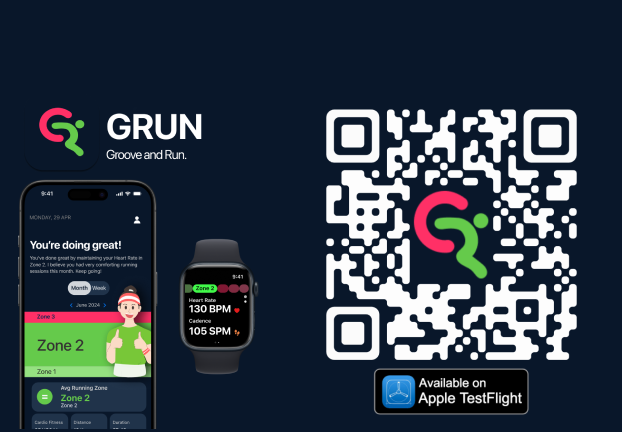 GRUN
Groove and Run.
9:41
MONDAY, 29 APR
You're doing great!
You've done great by maintaining your Heart Rate in
Zone 2. I believe you had very comforting running
sessions this month. Keep going!
Month Week
June 2024
Zone 3
Zone 2
Zone 1
Avg Running Zone
Zone 2
Zone 2
Cardio Fitness
Distance
Duration
9:41
Zone 2
Heart Rate
130 BPM
Cadence
105 SPM
Available on
Apple TestFlight